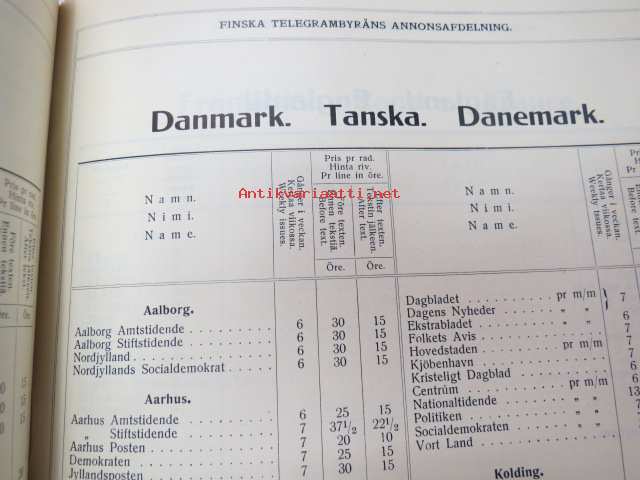 FINSKA TELEGRAMBYRÅNS ANNONSAFDELNING.
Danmark. Tanska. Danemark.
Namn.
Nimi.
Name.
Gånger i veckan.
Kertaa viikossa.
Weekly issues.
Pris pr rad.
Hinta riv.
Pr line in öre.
Före texten.
Ennen tekstiä.
Before text.
Efter texten.
Tekstin jälkeen.
After text.
Öre. Öre.
Aalborg.
Aalborg Amtstidende 6 30 15
Aalborg Stiftstidende 6 30 15
Nordjylland 6 30 15
Nordjyllands Socialdemokrat 6 30 15
Aarhus.
Aarhus Amtstidende 6 25 15
„ Stiftstidende 7 37½ 22½
Aarhus Posten 7 20 10
Demokraten 7 25 15
Jyllandsposten 7 30 15
Namn.
Nimi.
Name.
Gånger i veckan.
Kertaa viikossa.
Weekly issues.
Dagbladet pr m/m 7
Dagens Nyheder „ „
Ekstrabladet „ „ 6
Folkets Avis pr m/m 7
Hovedstaden pr m/m 7
Kjöbenhavn pr m/m 7
Kristeligt Dagblad 6
Centrum pr m/m
Nationaltidende „ „ 13
Politiken „ „ 7
Socialdemokraten „ „ 7
Vort Land 7
Kolding.
Antikvariaatti.net